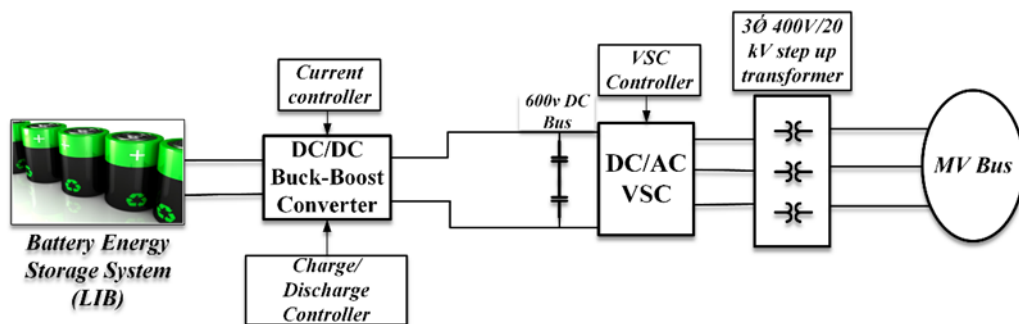 Battery Energy
Storage System
(LIB)
Current
controller
DC/DC
Buck-Boost
Converter
Charge/
Discharge
Controller
600v DC
Bus
VSC
Controller
DC/AC
VSC
3Ǿ 400V/20
kV step up
transformer
MV Bus